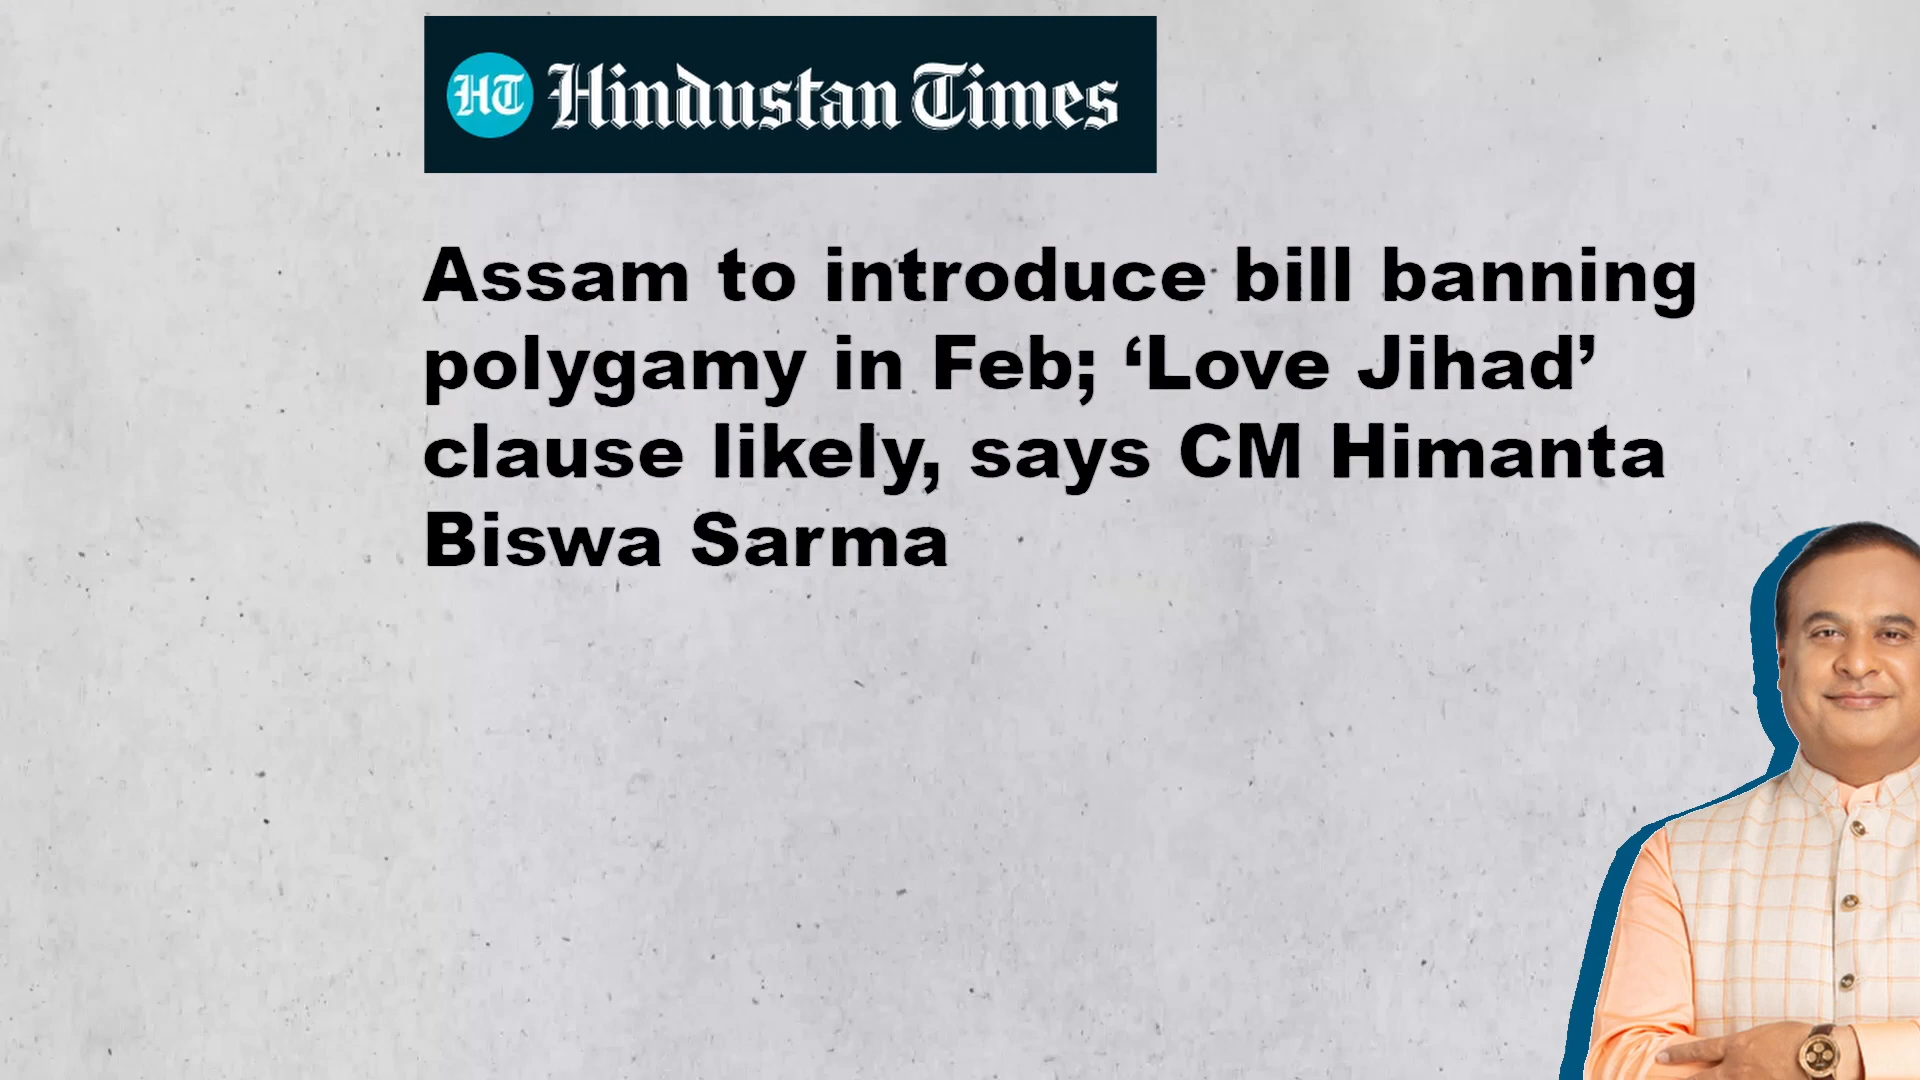 HT Hindustan Times
Assam to introduce bill banning
polygamy in Feb; ‘Love Jihad’
clause likely, says CM Himanta
Biswa Sarma